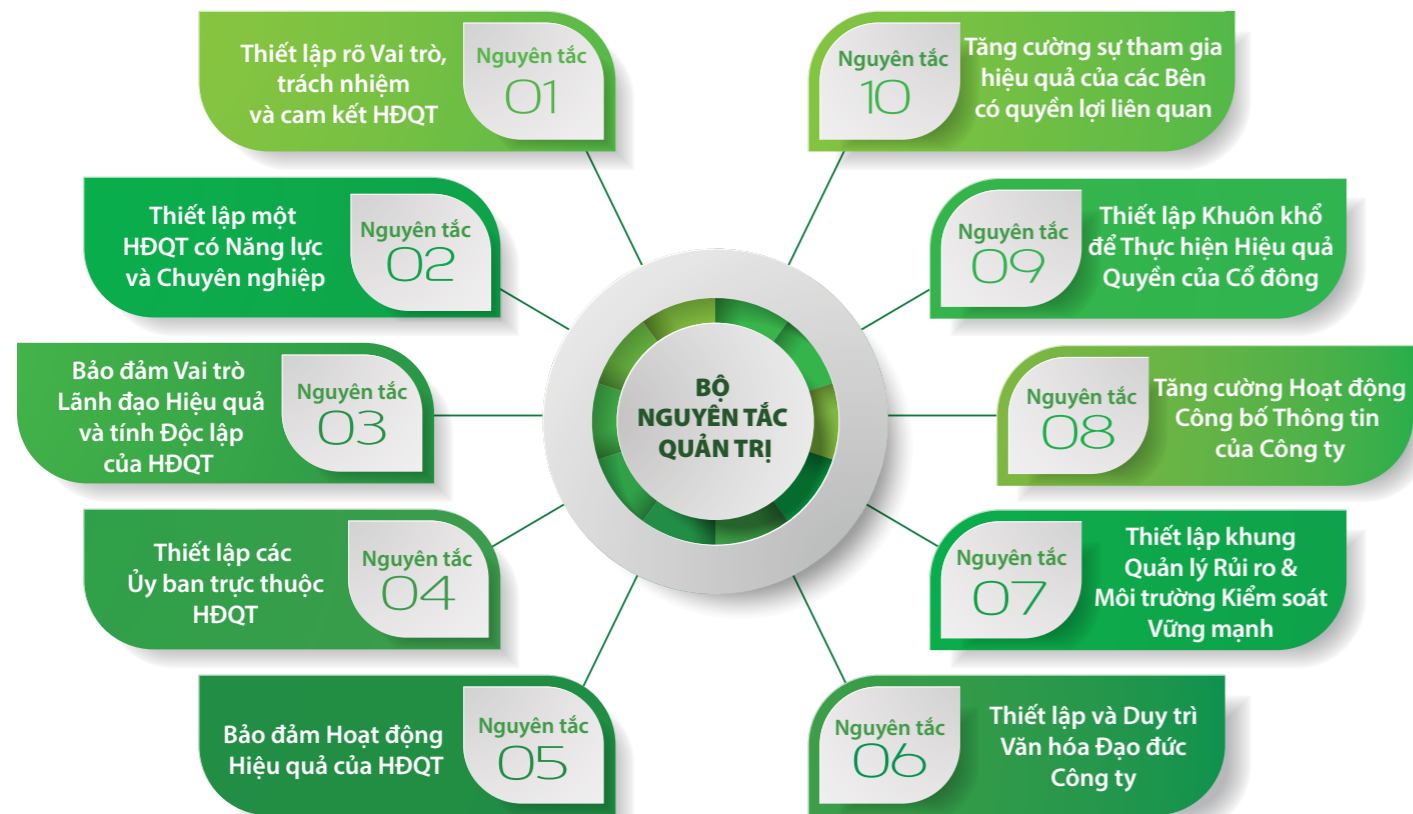 Thiết lập rõ Vai trò,
trách nhiệm
và cam kết HĐQT
Nguyên tắc
01
Thiết lập một
HĐQT có Năng lực
và Chuyên nghiệp
Nguyên tắc
02
Bảo đảm Vai trò
Lãnh đạo Hiệu quả
và tính Độc lập
của HĐQT
Nguyên tắc
03
Thiết lập các
Ủy ban trực thuộc
HĐQT
Nguyên tắc
04
Bảo đảm Hoạt động
Hiệu quả của HĐQT
Nguyên tắc
05
BỘ
NGUYÊN TẮC
QUẢN TRỊ
Nguyên tắc
10
Tăng cường sự tham gia
hiệu quả của các Bên
có quyền lợi liên quan
Nguyên tắc
09
Thiết lập Khuôn khổ
để Thực hiện Hiệu quả
Quyền của Cổ đông
Nguyên tắc
08
Tăng cường Hoạt động
Công bố Thông tin
của Công ty
Nguyên tắc
07
Thiết lập khung
Quản lý Rủi ro &
Môi trường Kiểm soát
Vững mạnh
Nguyên tắc
06
Thiết lập và Duy trì
Văn hóa Đạo đức
Công ty